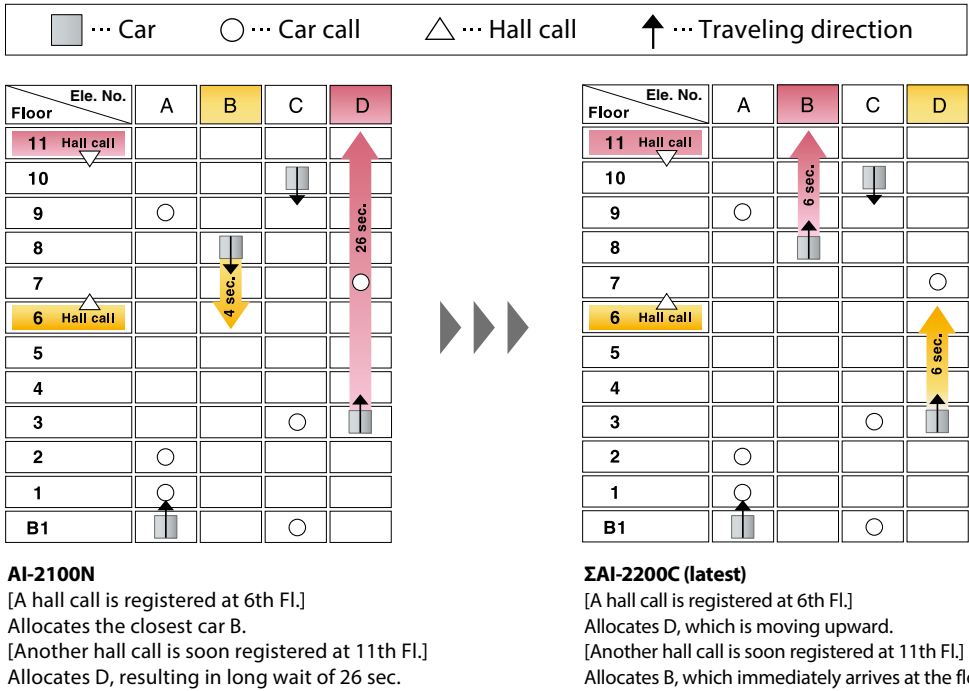 ··· Car ··· Car call ··· Hall call ··· Traveling direction
Ele. No. A B C D
Floor
11 Hall call
10
9
8
7
6 Hall call
5
4
3
2
1
B1
4 sec.
26 sec.
Ele. No. A B C D
Floor
11 Hall call
10
9
8
7
6 Hall call
5
4
3
2
1
B1
6 sec.
6 sec.
AI-2100N
[A hall call is registered at 6th Fl.]
Allocates the closest car B.
[Another hall call is soon registered at 11th Fl.]
Allocates D, resulting in long wait of 26 sec.
ΣAI-2200C (latest)
[A hall call is registered at 6th Fl.]
Allocates D, which is moving upward.
[Another hall call is soon registered at 11th Fl.]
Allocates B, which immediately arrives at the